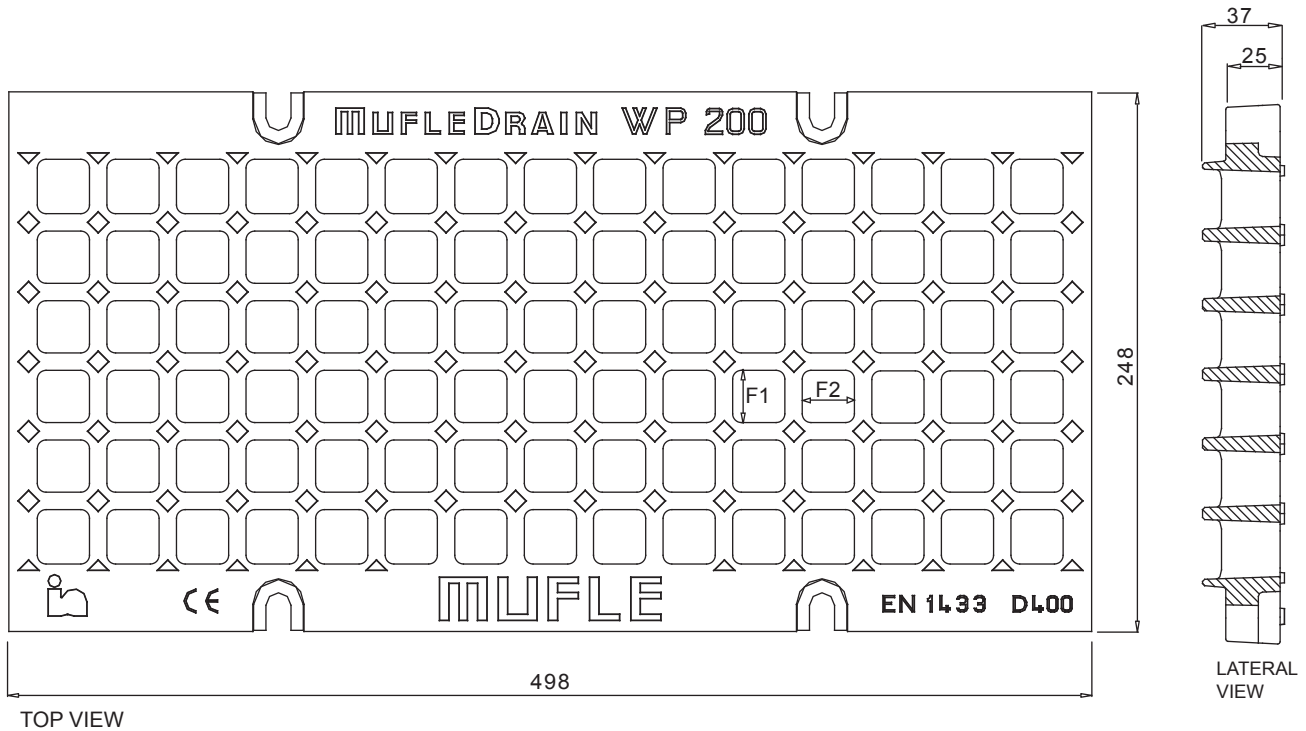 37
25
MUFLEDRAIN WP 200
F1
F2
248
CE
MUFLE
EN 1433 D400
498
TOP VIEW
LATERAL
VIEW